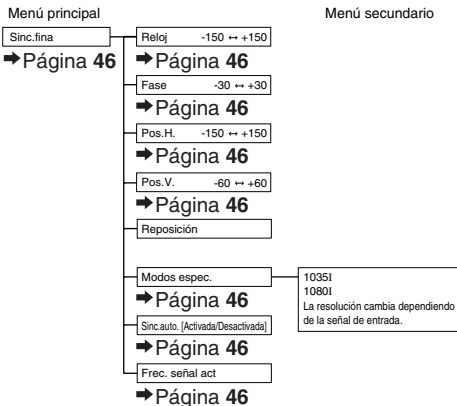 Menú principal
Menú secundario
Sinc.fina
➡Página 46
Reloj -150 ↔ +150
➡Página 46
Fase -30 ↔ +30
➡Página 46
Pos.H. -150 ↔ +150
➡Página 46
Pos.V. -60 ↔ +60
➡Página 46
Reposición
Modos espec.
➡Página 46
1035I
1080I
La resolución cambia dependiendo
de la señal de entrada.
Sinc.auto. [Activada/Desactivada]
➡Página 46
Frec. señal act
➡Página 46